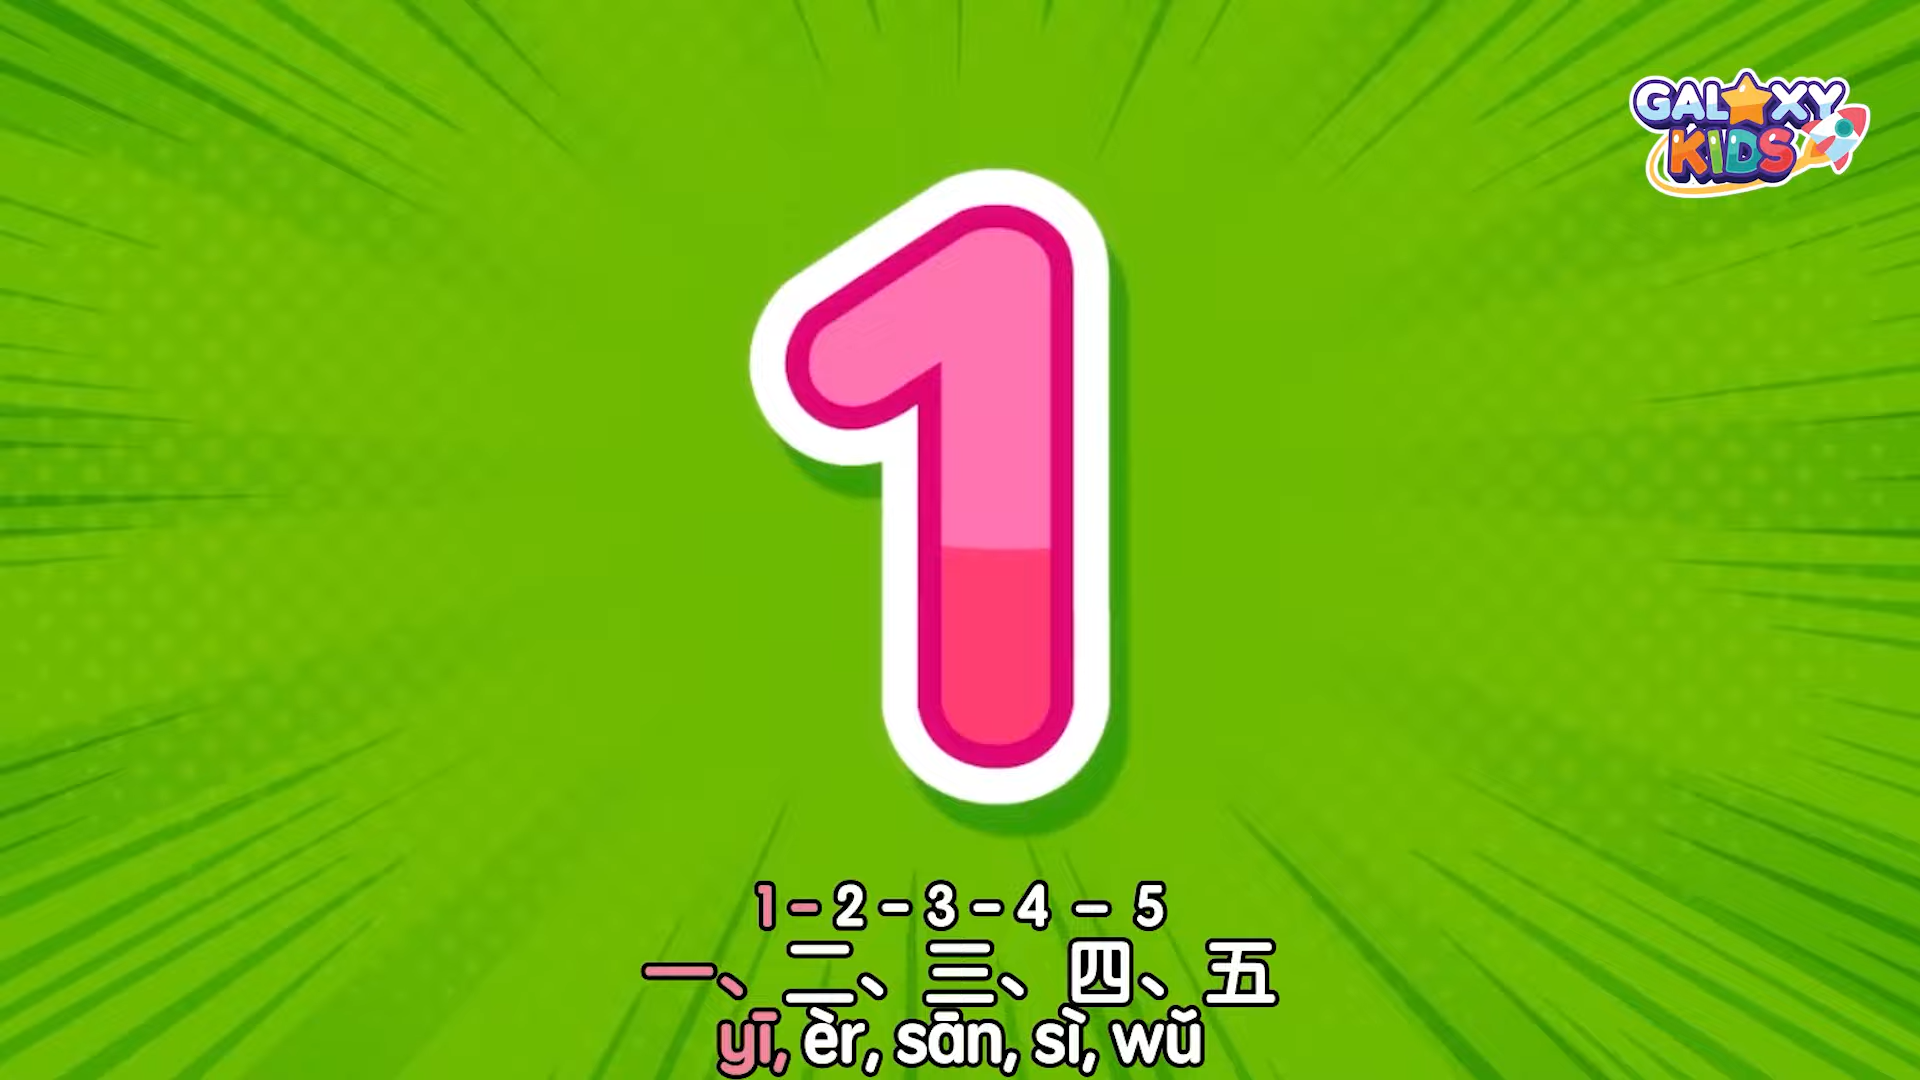 GALAXY
KIDS
1
1 - 2 - 3 - 4 - 5
一、二、三、四、五
yī, èr, sān, sì, wǔ